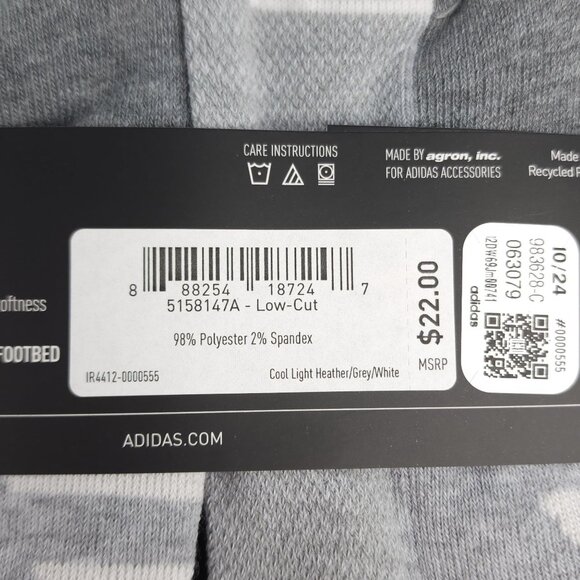 CARE INSTRUCTIONS
MADE BY agron, inc.
FOR ADIDAS ACCESSORIES
Made
Recycled
oftness
FOOTBED
8 88254 18724 7
5158147A - Low-Cut
98% Polyester 2% Spandex
IR4412-0000555
Cool Light Heather/Grey/White
$22.00
MSRP
10/24
983628-C
063079
#0000555
adidas
ADIDAS.COM